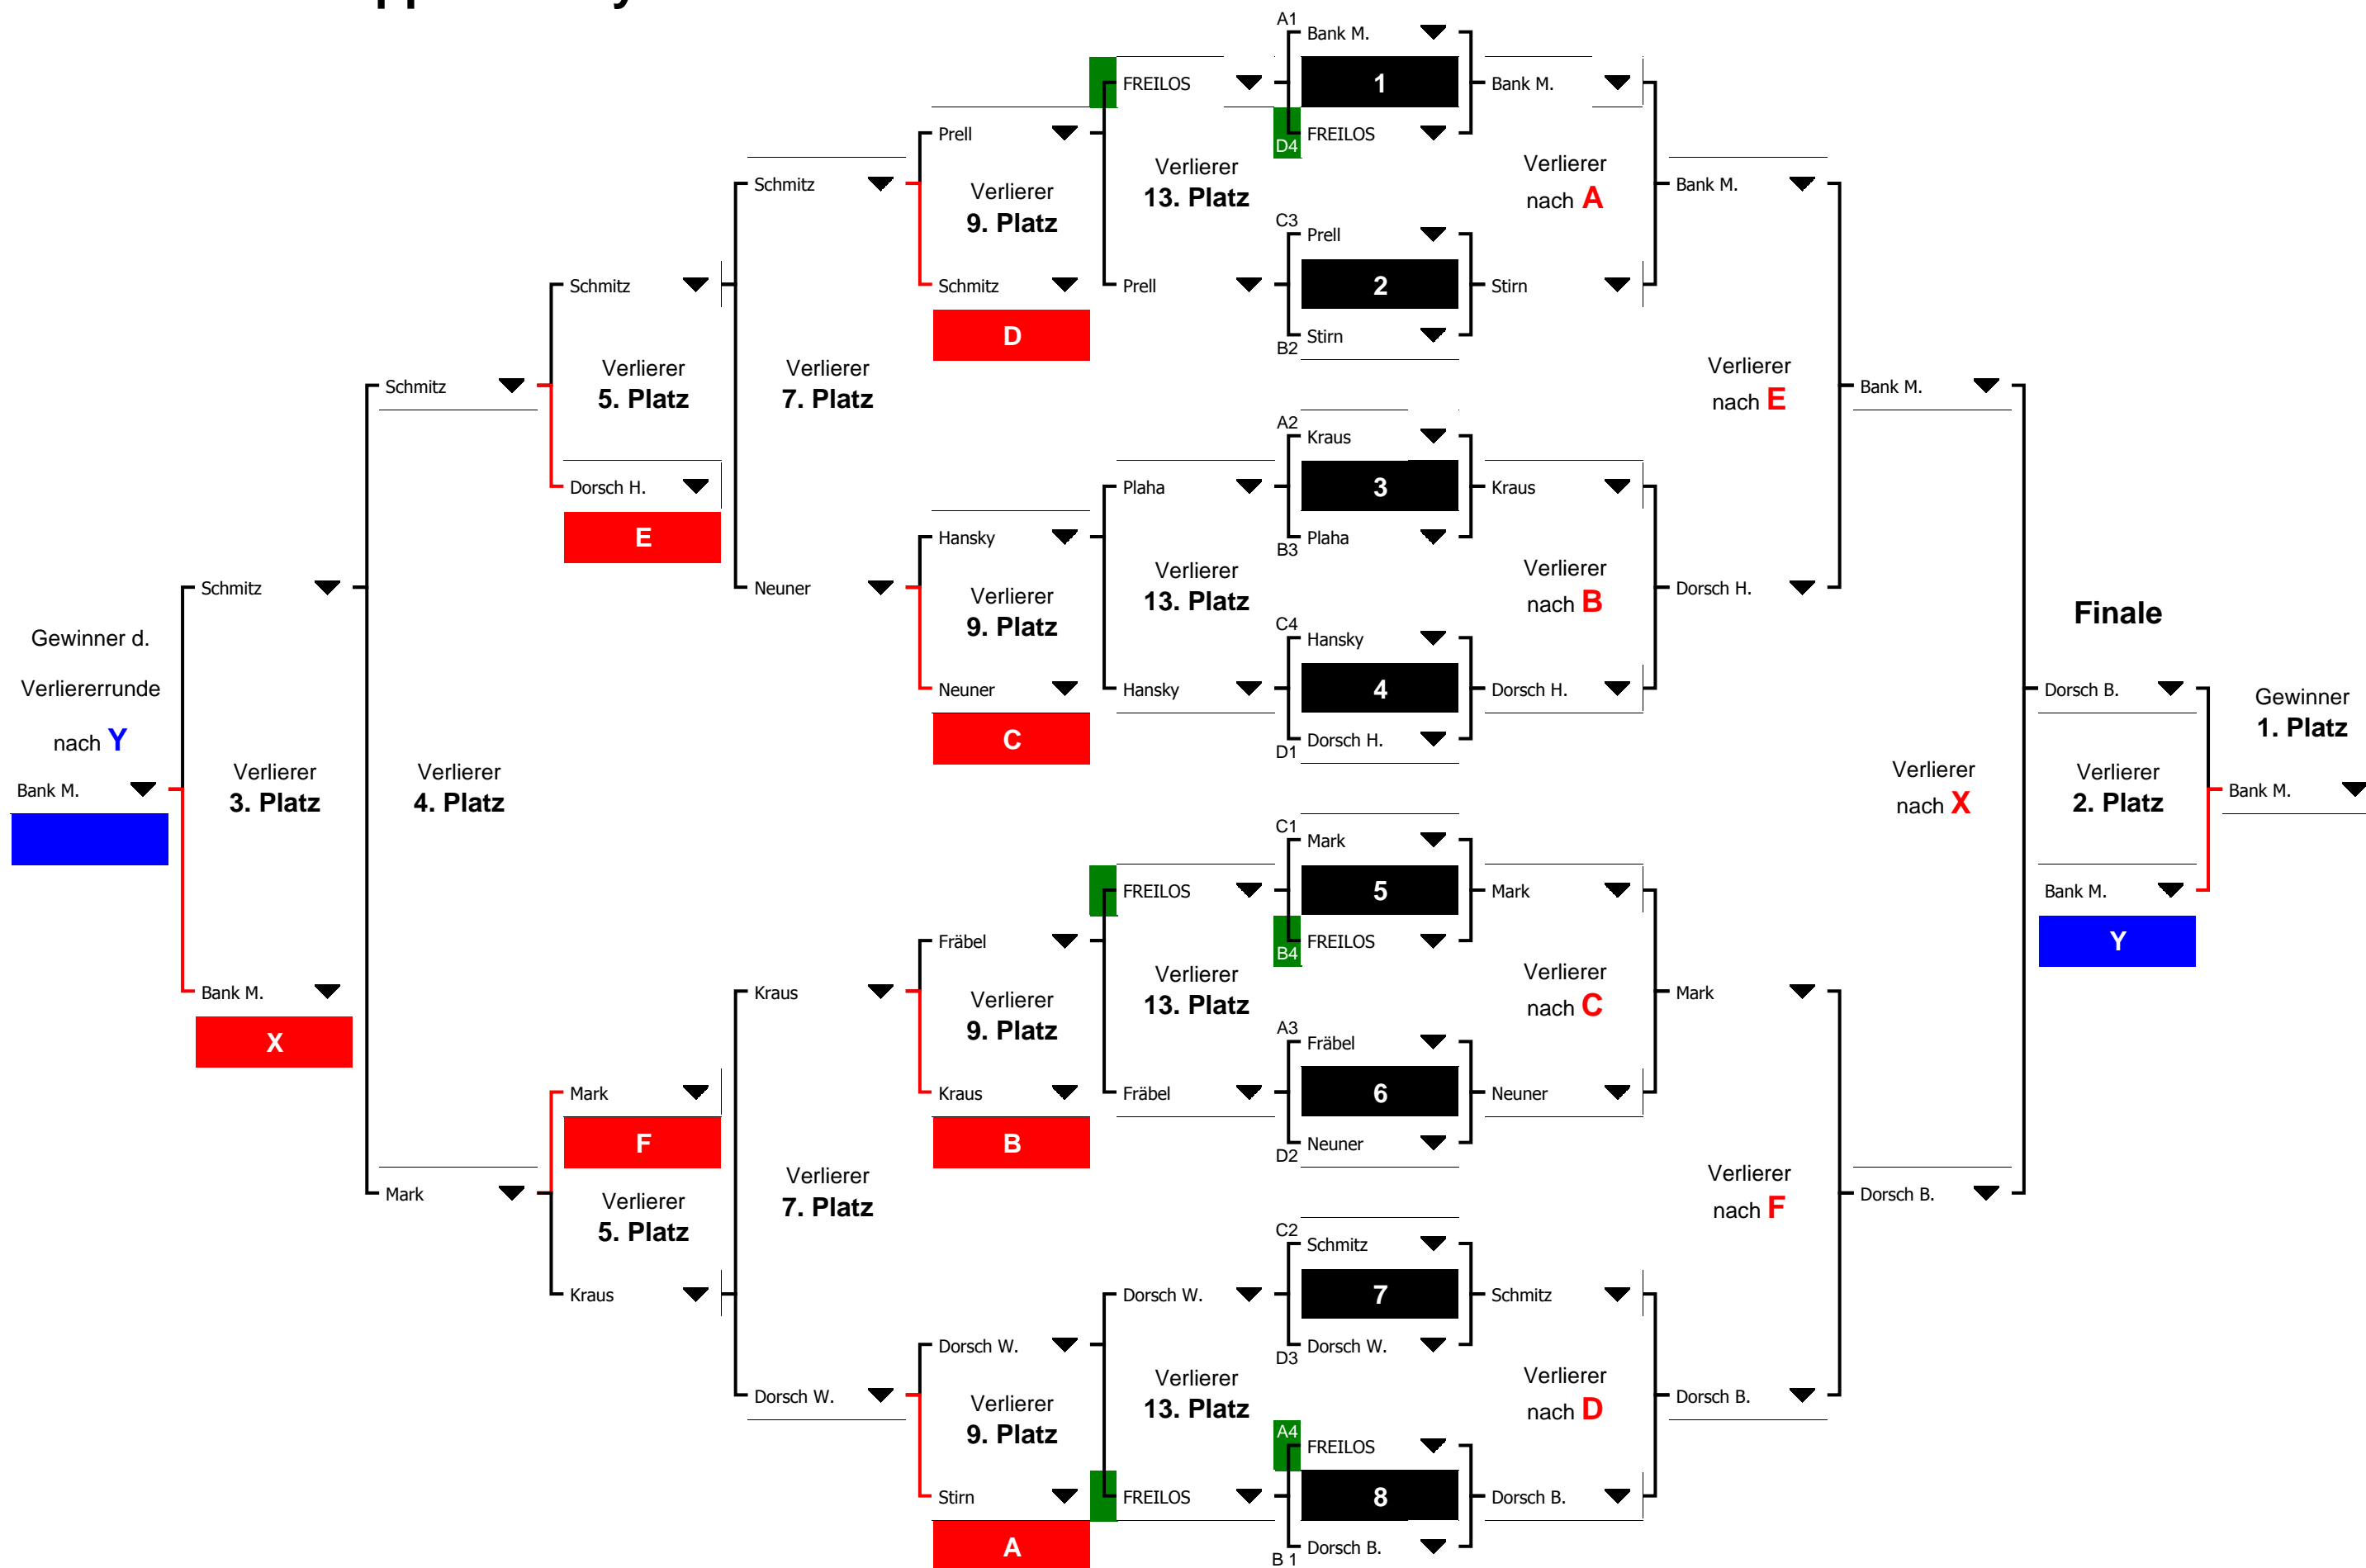 A1
Bank M.
FREILOS
1
Bank M.
Prell
D4
FREILOS
Verlierer
13. Platz
Verlierer
nach A
Schmitz
Verlierer
9. Platz
Bank M.
C3
Prell
Schmitz
Schmitz
Prell
2
Stirn
D
B2
Stirn
Verlierer
5. Platz
Verlierer
7. Platz
Verlierer
nach E
Schmitz
Bank M.
A2
Kraus
Dorsch H.
Plaha
3
Kraus
E
Hansky
B3
Plaha
Schmitz
Neuner
Verlierer
9. Platz
Verlierer
13. Platz
Verlierer
nach B
Dorsch H.
Finale
Gewinner d.
Verliererrunde
nach Y
C4
Hansky
Neuner
Hansky
4
Dorsch H.
Dorsch B.
Gewinner
1. Platz
C
D1
Dorsch H.
Bank M.
Verlierer
3. Platz
Verlierer
4. Platz
Verlierer
nach X
Verlierer
2. Platz
Bank M.
C1
Mark
FREILOS
5
Mark
Bank M.
Fräbel
B4
FREILOS
Y
Bank M.
Kraus
Verlierer
9. Platz
Verlierer
13. Platz
Verlierer
nach C
Mark
X
A3
Fräbel
Mark
Kraus
Fräbel
6
Neuner
F
B
D2
Neuner
Mark
Verlierer
5. Platz
Verlierer
7. Platz
Verlierer
nach F
Dorsch B.
C2
Schmitz
Kraus
Dorsch W.
7
Schmitz
Dorsch W.
D3
Dorsch W.
Dorsch W.
Verlierer
9. Platz
Verlierer
13. Platz
Verlierer
nach D
Dorsch B.
A4
FREILOS
Stirn
FREILOS
8
Dorsch B.
A
B 1
Dorsch B.